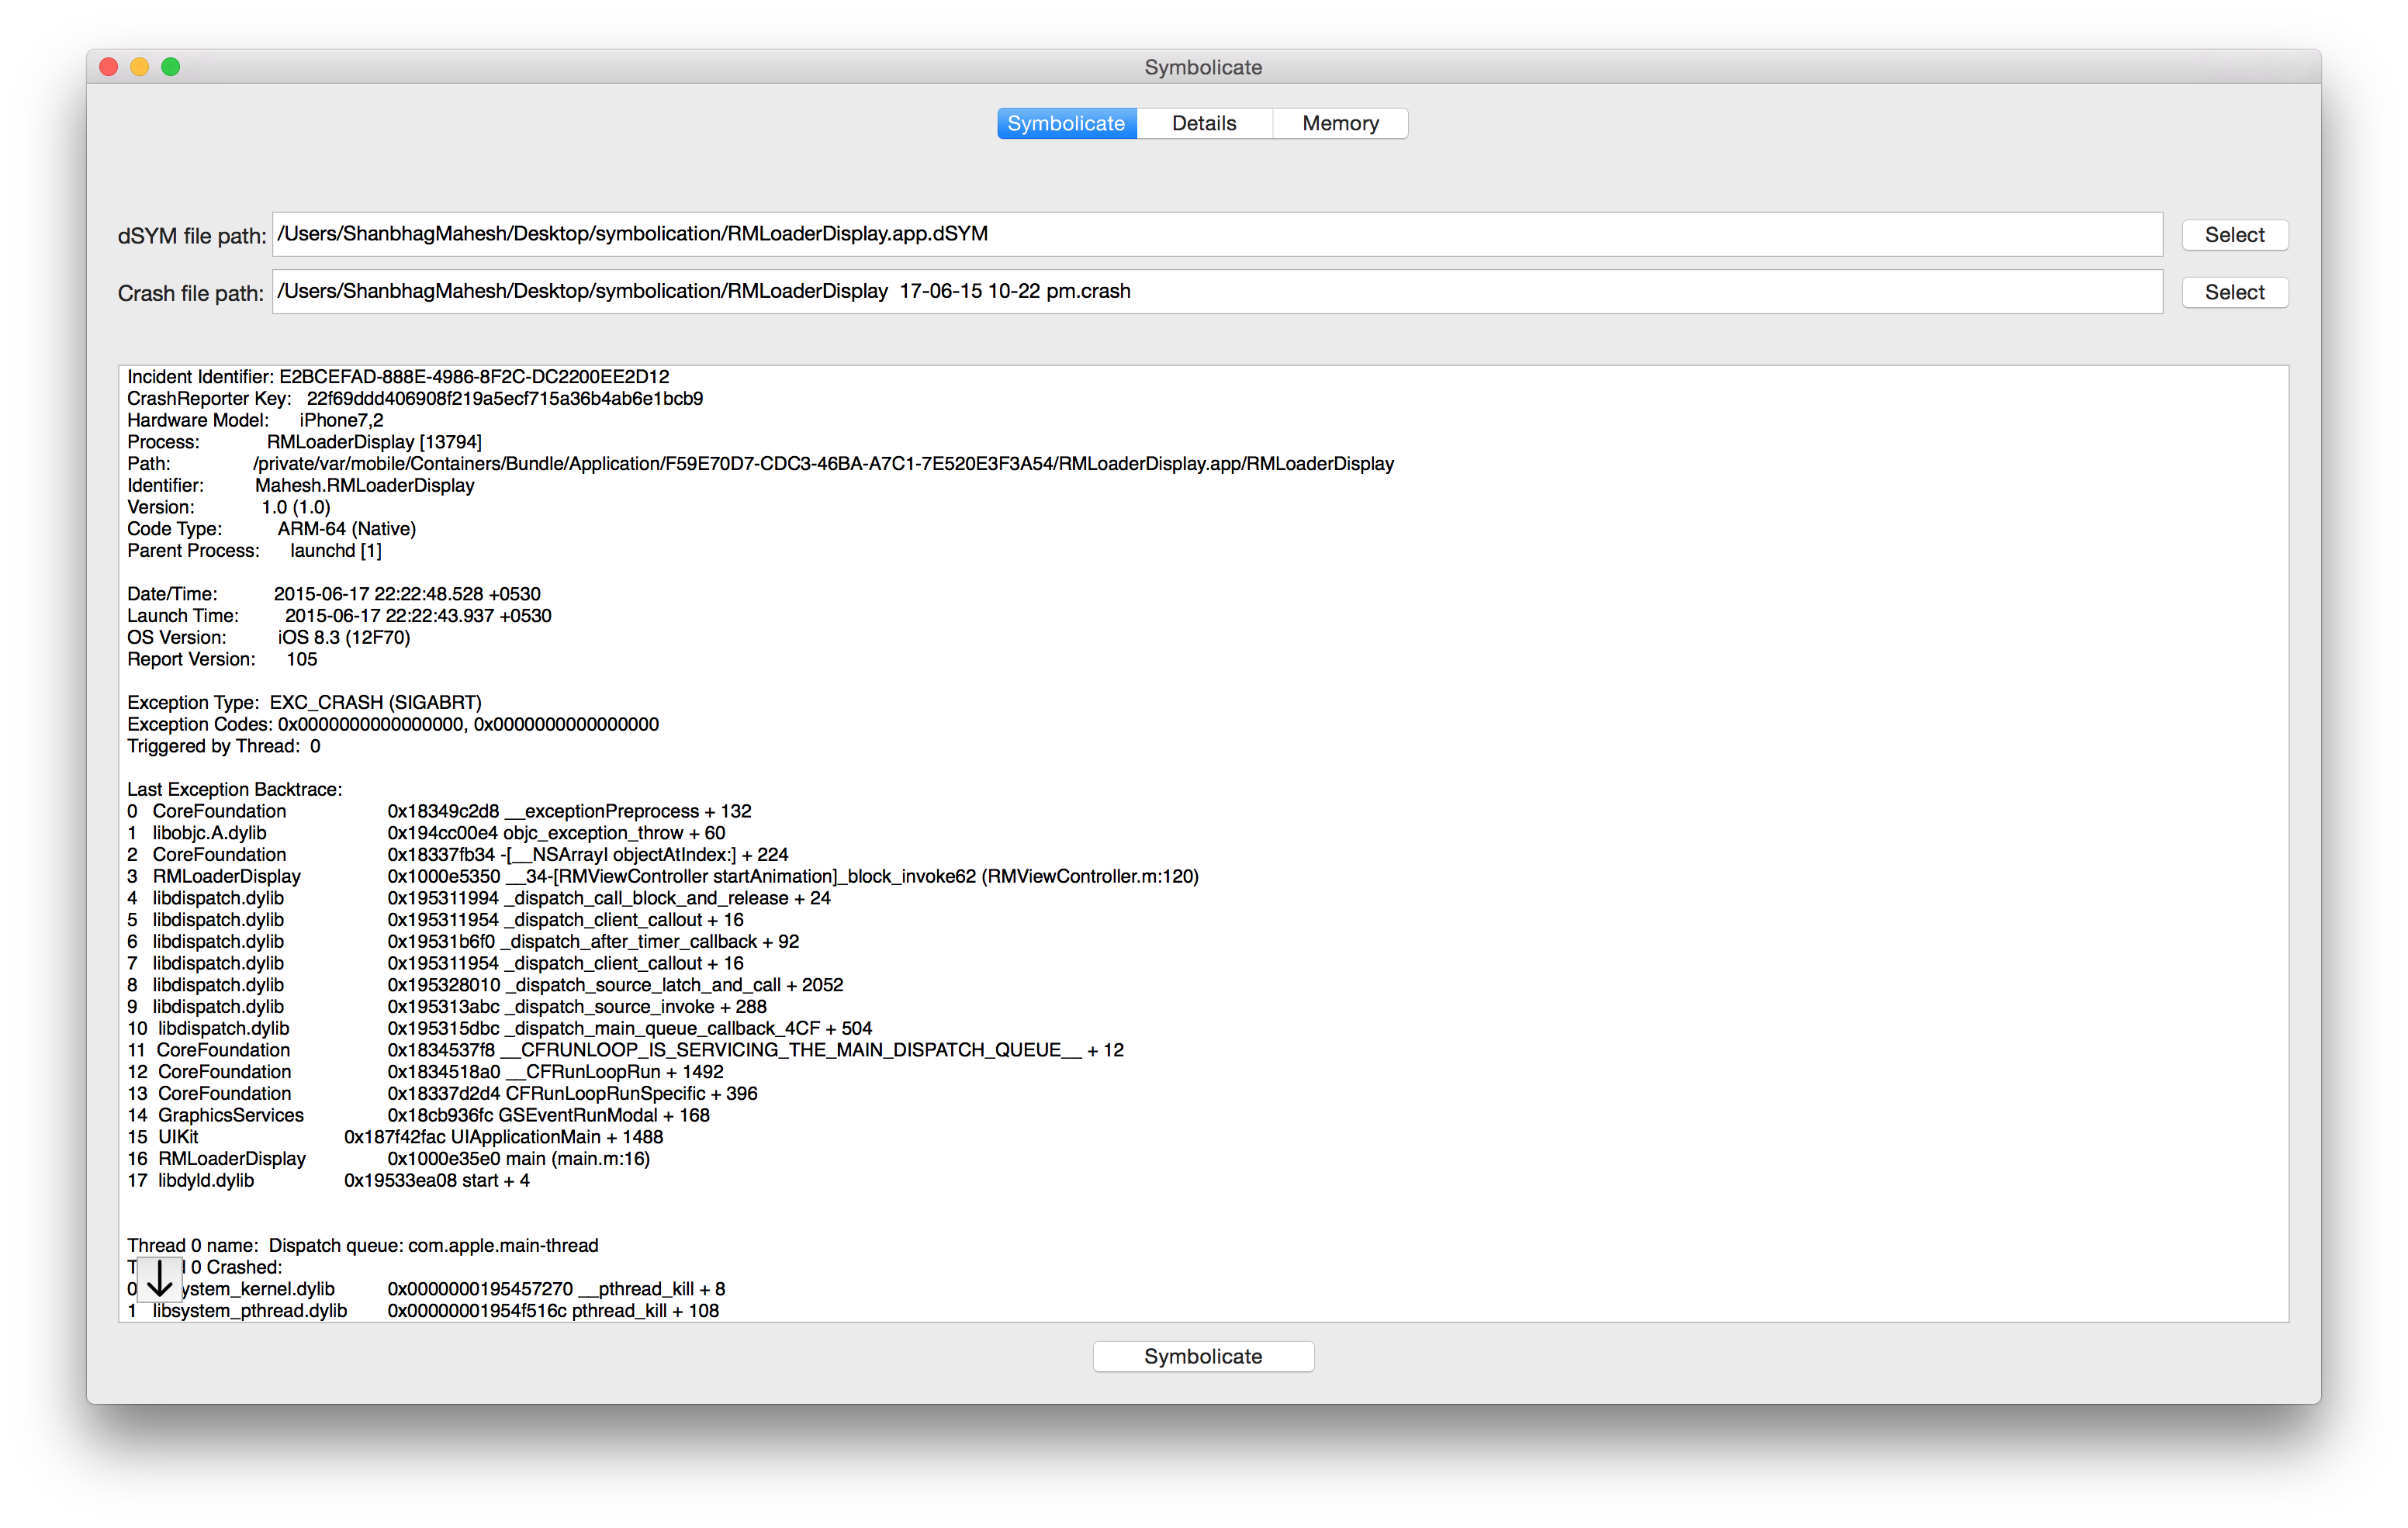 Symbolicate
Symbolicate Details Memory
dSYM file path: /Users/ShanbhagMahesh/Desktop/symbolication/RMLoaderDisplay.app.dSYM Select
Crash file path: /Users/ShanbhagMahesh/Desktop/symbolication/RMLoaderDisplay 17-06-15 10-22 pm.crash Select
Incident Identifier: E2BCEFAD-888E-4986-8F2C-DC2200EE2D12
CrashReporter Key: 22f69ddd406908f219a5ecf715a36b4ab6e1bcb9
Hardware Model: iPhone7,2
Process: RMLoaderDisplay [13794]
Path: /private/var/mobile/Containers/Bundle/Application/F59E70D7-CDC3-46BA-A7C1-7E520E3F3A54/RMLoaderDisplay.app/RMLoaderDisplay
Identifier: Mahesh.RMLoaderDisplay
Version: 1.0 (1.0)
Code Type: ARM-64 (Native)
Parent Process: launchd [1]
Date/Time: 2015-06-17 22:22:48.528 +0530
Launch Time: 2015-06-17 22:22:43.937 +0530
OS Version: iOS 8.3 (12F70)
Report Version: 105
Exception Type: EXC_CRASH (SIGABRT)
Exception Codes: 0x0000000000000000, 0x0000000000000000
Triggered by Thread: 0
Last Exception Backtrace:
0 CoreFoundation 0x18349c2d8 __exceptionPreprocess + 132
1 libobjc.A.dylib 0x194cc00e4 objc_exception_throw + 60
2 CoreFoundation 0x18337fb34 -[__NSArrayI objectAtIndex:] + 224
3 RMLoaderDisplay 0x1000e5350 __34-[RMViewController startAnimation]_block_invoke62 (RMViewController.m:120)
4 libdispatch.dylib 0x195311994 _dispatch_call_block_and_release + 24
5 libdispatch.dylib 0x195311954 _dispatch_client_callout + 16
6 libdispatch.dylib 0x19531b6f0 _dispatch_after_timer_callback + 92
7 libdispatch.dylib 0x195311954 _dispatch_client_callout + 16
8 libdispatch.dylib 0x195328010 _dispatch_source_latch_and_call + 2052
9 libdispatch.dylib 0x195313abc _dispatch_source_invoke + 288
10 libdispatch.dylib 0x195315dbc _dispatch_main_queue_callback_4CF + 504
11 CoreFoundation 0x1834537f8 __CFRUNLOOP_IS_SERVICING_THE_MAIN_DISPATCH_QUEUE__ + 12
12 CoreFoundation 0x1834518a0 __CFRunLoopRun + 1492
13 CoreFoundation 0x18337d2d4 CFRunLoopRunSpecific + 396
14 GraphicsServices 0x18cb936fc GSEventRunModal + 168
15 UIKit 0x187f42fac UIApplicationMain + 1488
16 RMLoaderDisplay 0x1000e35e0 main (main.m:16)
17 libdyld.dylib 0x19533ea08 start + 4
Thread 0 name: Dispatch queue: com.apple.main-thread
0 Crashed:
0 ystem_kernel.dylib 0x0000000195457270 __pthread_kill + 8
1 libsystem_pthread.dylib 0x00000001954f516c pthread_kill + 108
Symbolicate